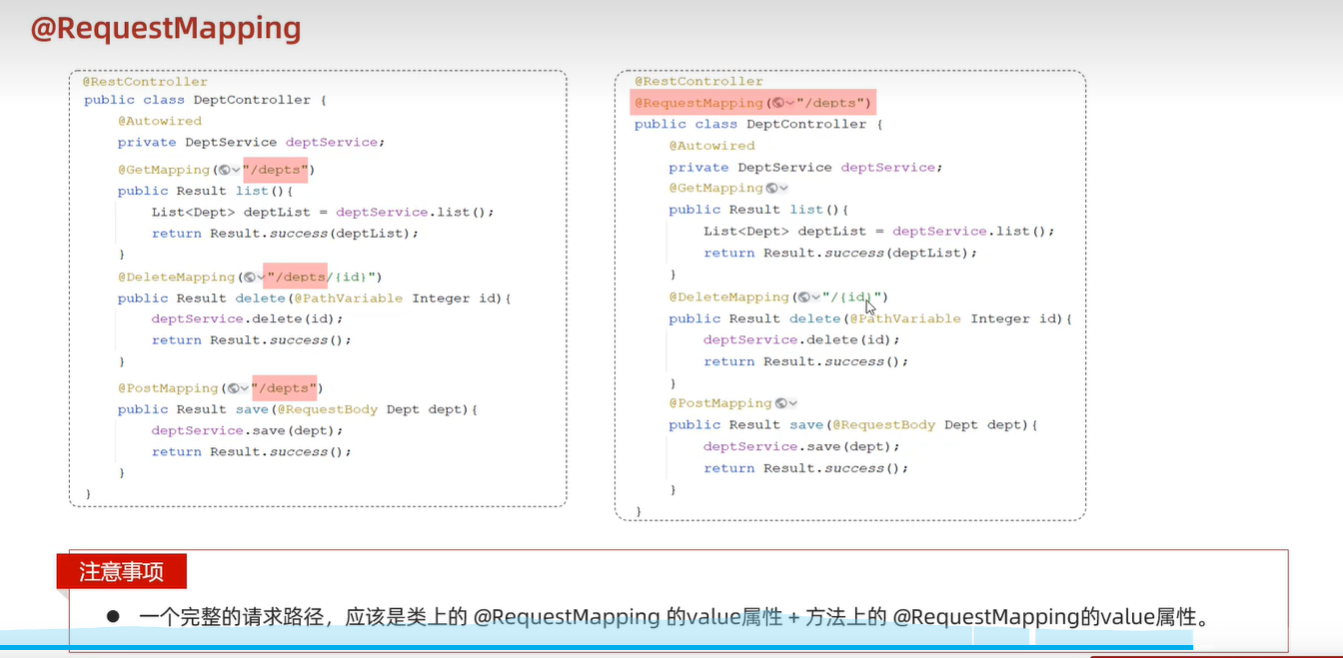 @RequestMapping
@RestController
public class DeptController {
@Autowired
private DeptService deptService;
@GetMapping("/depts")
public Result list(){
List<Dept> deptList = deptService.list();
return Result.success(deptList);
}
@DeleteMapping("/depts/{id}")
public Result delete(@PathVariable Integer id){
deptService.delete(id);
return Result.success();
}
@PostMapping("/depts")
public Result save(@RequestBody Dept dept){
deptService.save(dept);
return Result.success();
}
}
@RestController
@RequestMapping("/depts")
public class DeptController {
@Autowired
private DeptService deptService;
@GetMapping
public Result list(){
List<Dept> deptList = deptService.list();
return Result.success(deptList);
}
@DeleteMapping("/{id}")
public Result delete(@PathVariable Integer id){
deptService.delete(id);
return Result.success();
}
@PostMapping
public Result save(@RequestBody Dept dept){
deptService.save(dept);
return Result.success();
}
}
注意事项
● 一个完整的请求路径，应该是类上的 @RequestMapping 的value属性 + 方法上的 @RequestMapping的value属性。